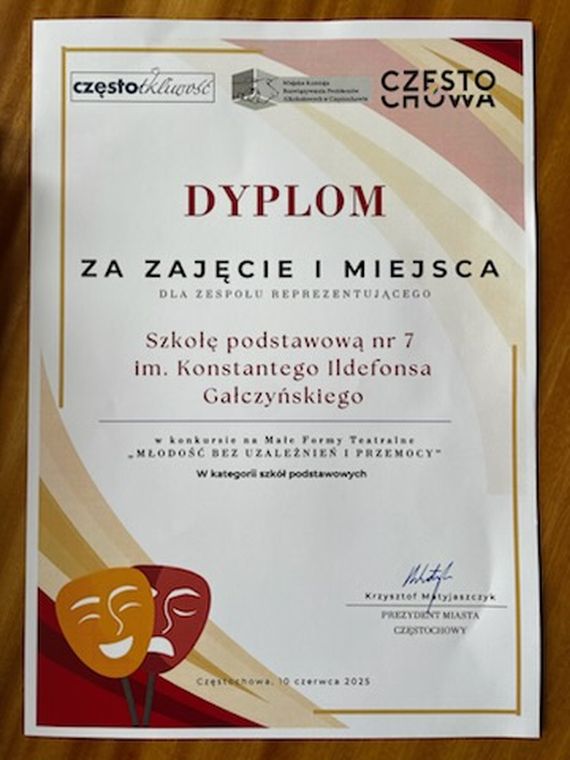 częstotkliwość
Miejska Komisja
Rozwiązywania Problemów
Alkoholowych w Częstochowie
CZĘSTO
CHOWA
DYPLOM
ZA ZAJĘCIE I MIEJSCA
DLA ZESPOŁU REPREZENTUJĄCEGO
Szkołę podstawową nr 7
im. Konstantego Ildefonsa
Gałczyńskiego
w konkursie na Małe Formy Teatralne
„MŁODOŚĆ BEZ UZALEŻNIEŃ I PRZEMOCY”
W kategorii szkół podstawowych
Krzysztof Matyjaszczyk
PREZYDENT MIASTA
CZĘSTOCHOWY
Częstochowa, 10 czerwca 2025